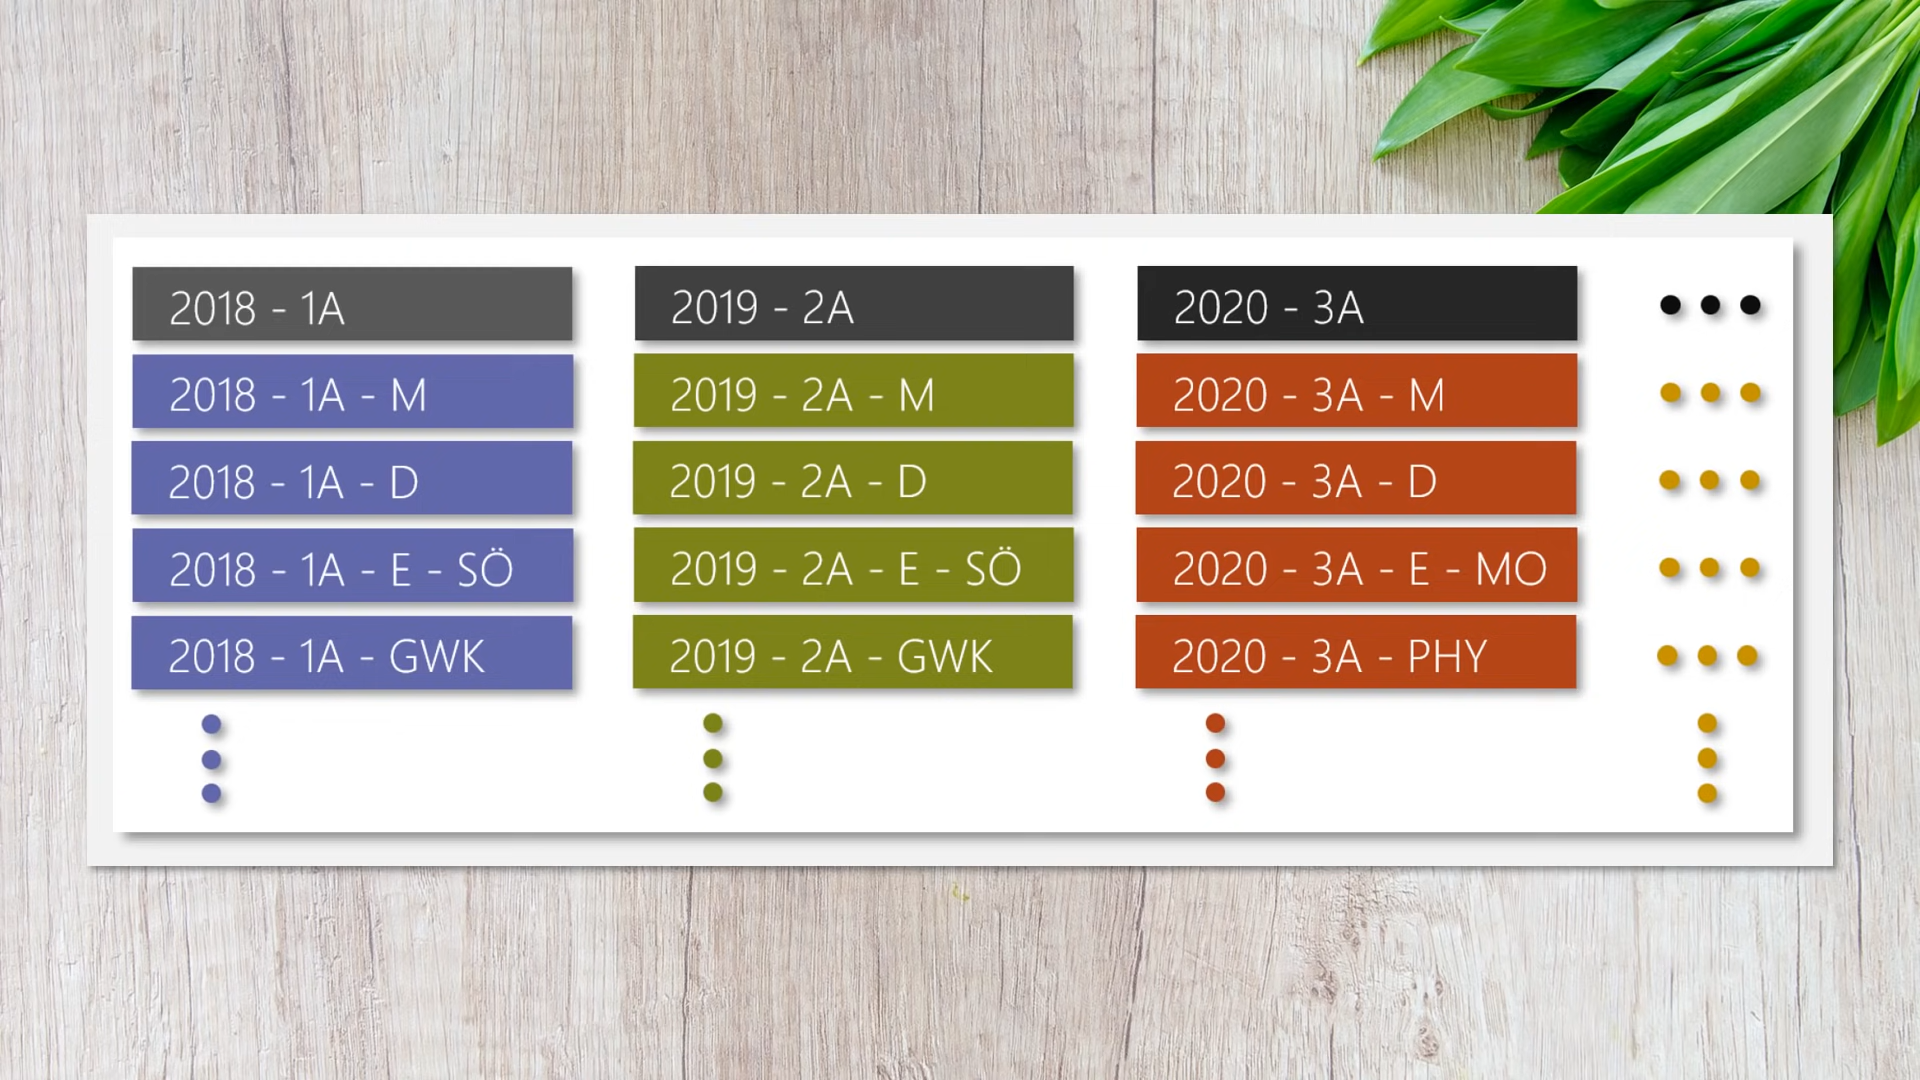 2018 - 1A
2018 - 1A - M
2018 - 1A - D
2018 - 1A - E - SÖ
2018 - 1A - GWK
2019 - 2A
2019 - 2A - M
2019 - 2A - D
2019 - 2A - E - SÖ
2019 - 2A - GWK
2020 - 3A
2020 - 3A - M
2020 - 3A - D
2020 - 3A - E - MO
2020 - 3A - PHY